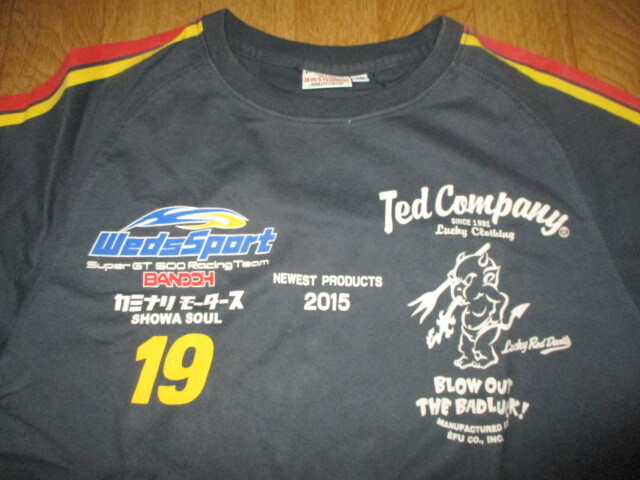 WedsSport
Super GT 500 Racing Team
BANDOH
カミナリ モータース
SHOWA SOUL
19
NEWEST PRODUCTS
2015
Ted Company®
SINCE 1991
Lucky Clothing
Lucky Red Devils
BLOW OUT
THE BADLUCK!
MANUFACTURED
EFU CO., INC.